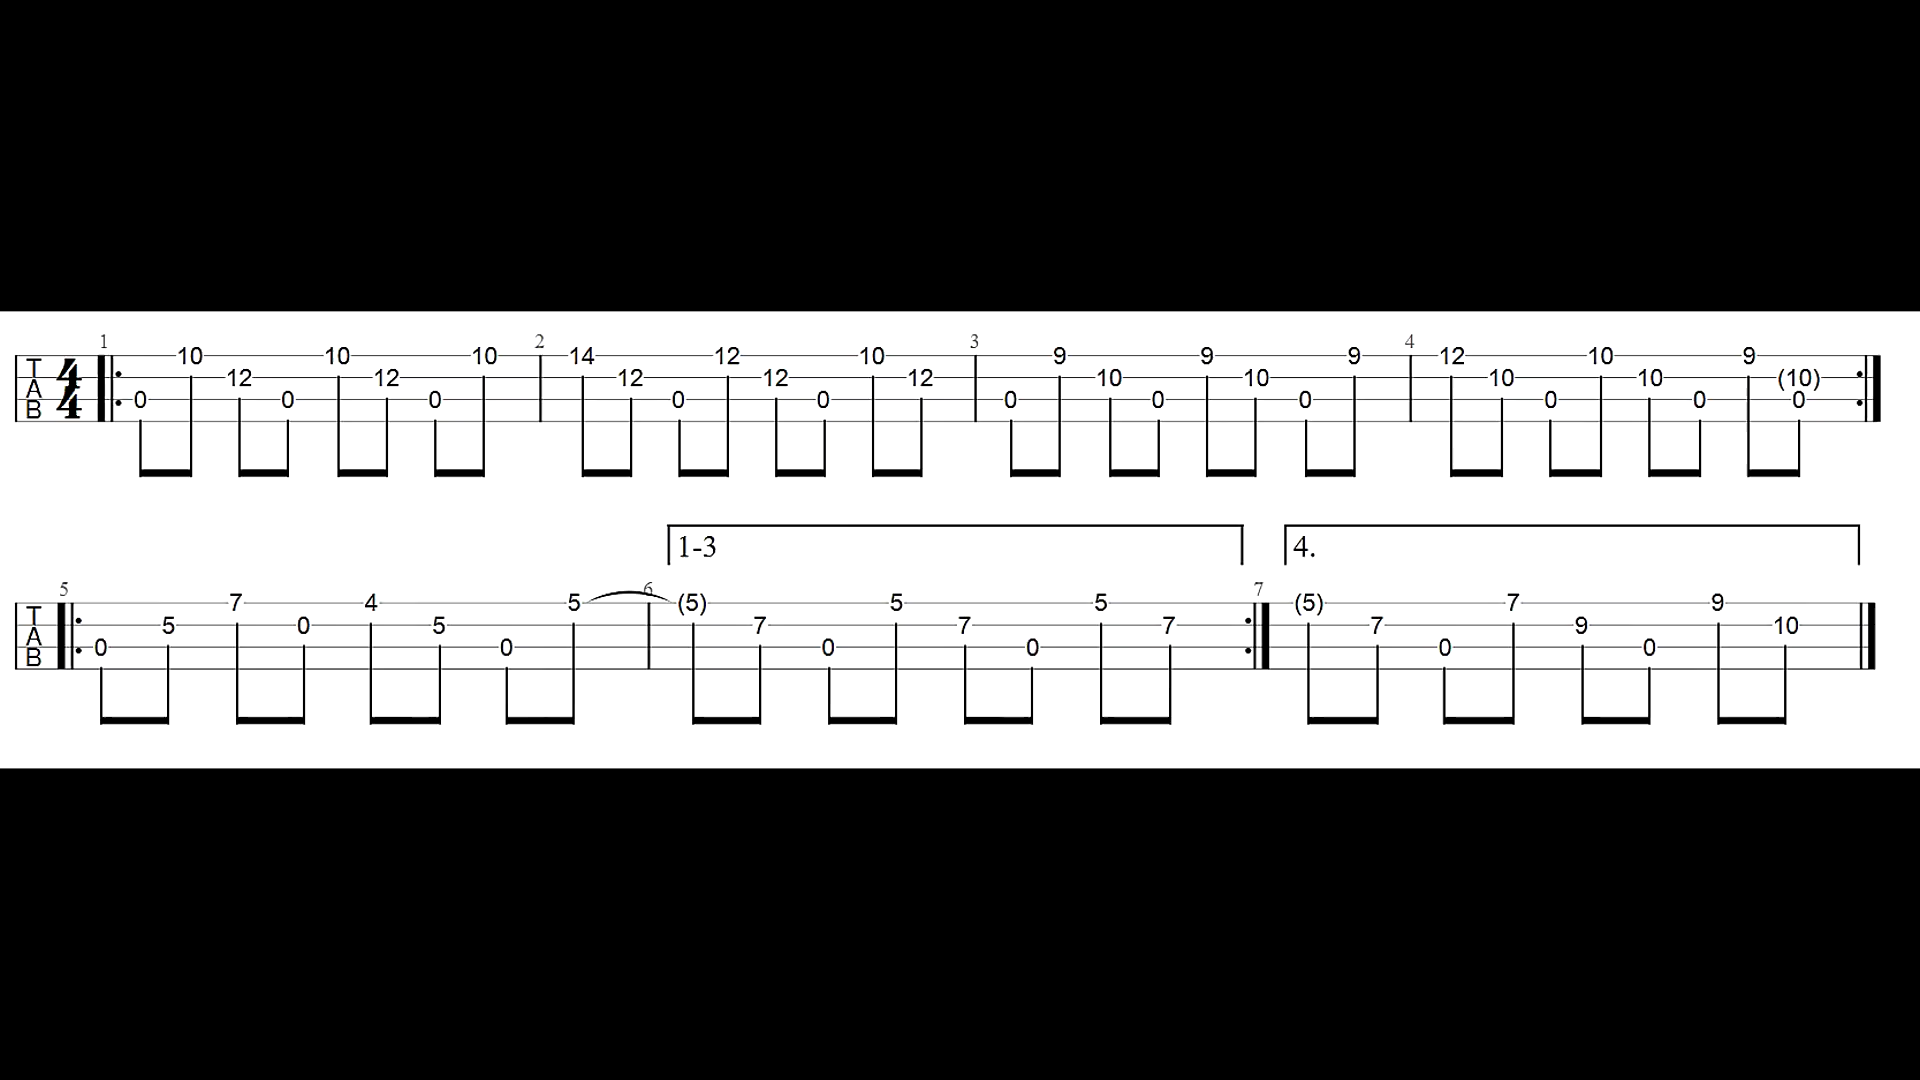 1 2 3 4
T 10 10 10 14 12 10 9 9 9 12 10 9
A 4 12 12 12 12 12 10 10 10 10 (10)
B 4 0 0 0 0 0 0 0 0 0 0 0
1-3 4.
5 6 7
T 7 4 5 (5) 5 5 (5) 7 9
A 5 0 5 7 7 7 7 9 10
B 0 0 0 0 0 0